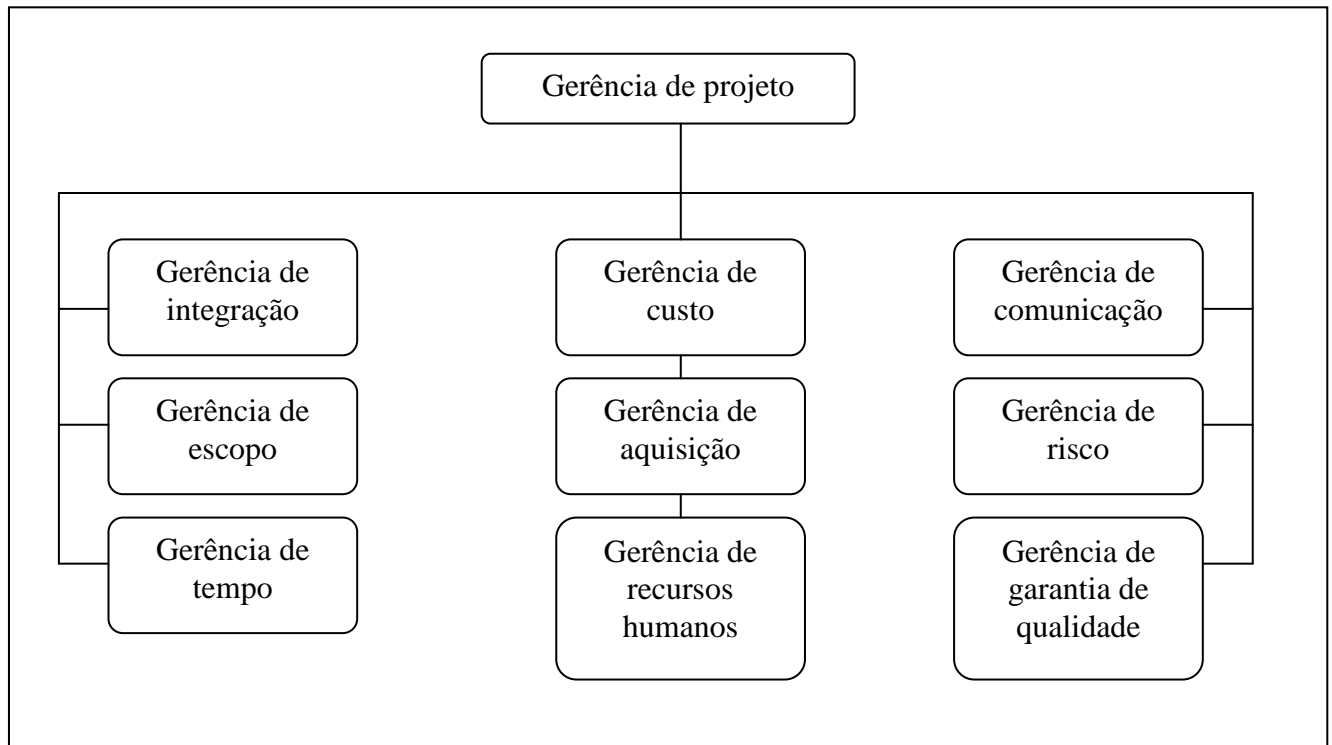 Gerência de projeto
Gerência de
integração
Gerência de
custo
Gerência de
comunicação
Gerência de
escopo
Gerência de
aquisição
Gerência de
risco
Gerência de
tempo
Gerência de
recursos
humanos
Gerência de
garantia de
qualidade